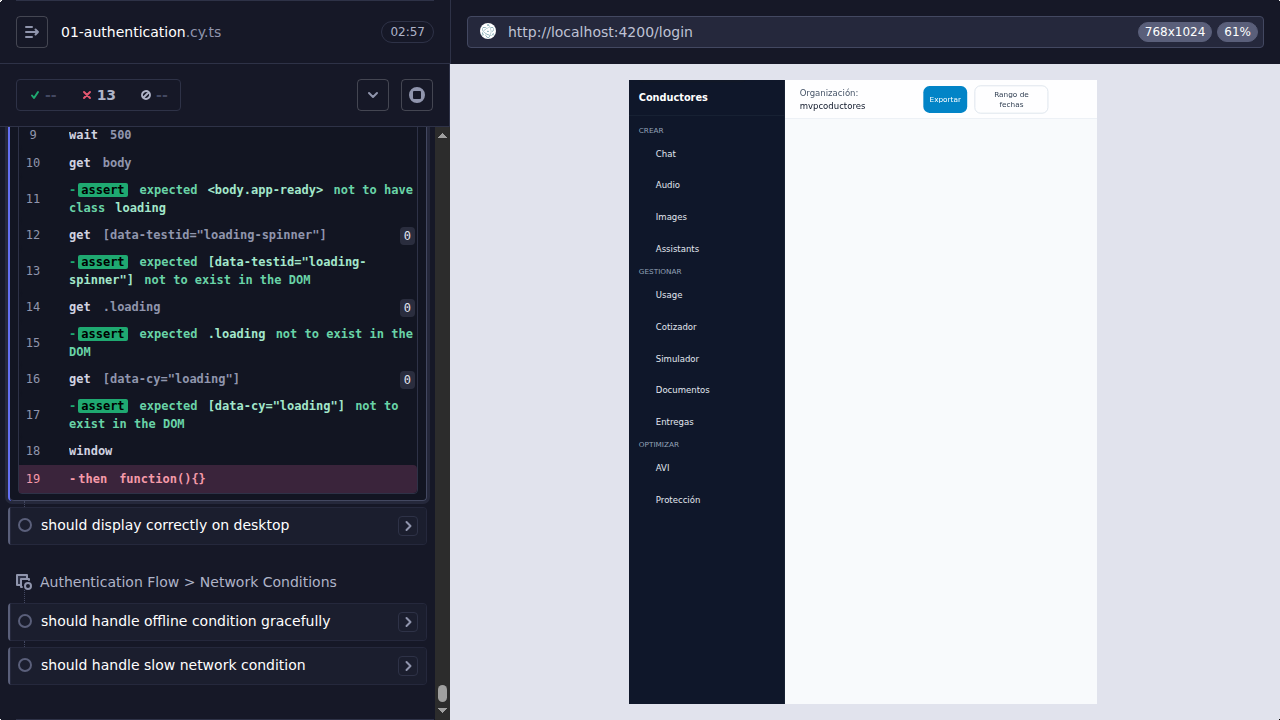 01-authentication.cy.ts
02:57
-- 13 --
9 wait 500
10 get body
11 -assert expected <body.app-ready> not to have
class loading
12 get [data-testid="loading-spinner"] 0
13 -assert expected [data-testid="loading-
spinner"] not to exist in the DOM
14 get .loading 0
15 -assert expected .loading not to exist in the
DOM
16 get [data-cy="loading"] 0
17 -assert expected [data-cy="loading"] not to
exist in the DOM
18 window
19 -then function(){}
should display correctly on desktop
Authentication Flow > Network Conditions
should handle offline condition gracefully
should handle slow network condition
http://localhost:4200/login
768x1024
61%
Conductores
CREAR
Chat
Audio
Images
Assistants
GESTIONAR
Usage
Cotizador
Simulador
Documentos
Entregas
OPTIMIZAR
AVI
Protección
Organización:
mvpcoductores
Exportar
Rango de
fechas